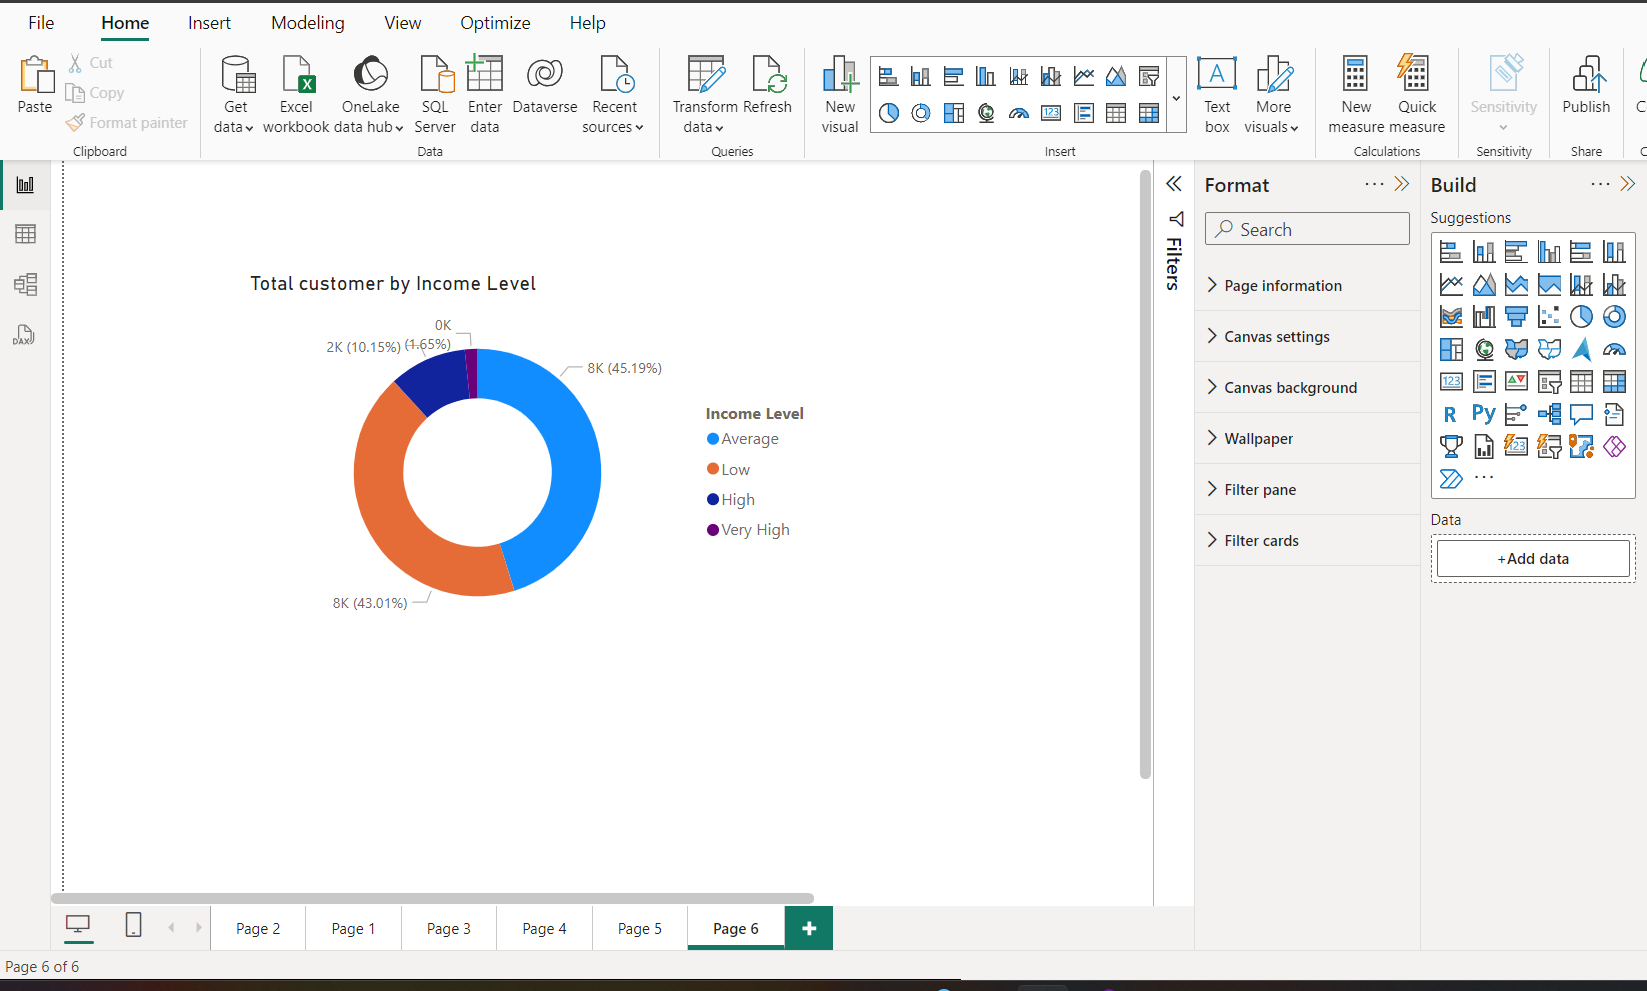 File Home Insert Modeling View Optimize Help
Paste
Cut
Copy
Format painter
Clipboard
Get data
Excel workbook
OneLake data hub
SQL Server
Enter data
Dataverse
Recent sources
Data
Transform data
Refresh
Queries
New visual
123
Insert
A
Text box
More visuals
New measure
Quick measure
Calculations
Sensitivity
Sensitivity
Publish
Share
DAX
Total customer by Income Level
0K
(1.65%)
2K (10.15%)
8K (45.19%)
8K (43.01%)
Income Level
Average
Low
High
Very High
Filters
Format
Search
Page information
Canvas settings
Canvas background
Wallpaper
Filter pane
Filter cards
Build
Suggestions
123
R Py
123
Data
+Add data
Page 2 Page 1 Page 3 Page 4 Page 5 Page 6
Page 6 of 6